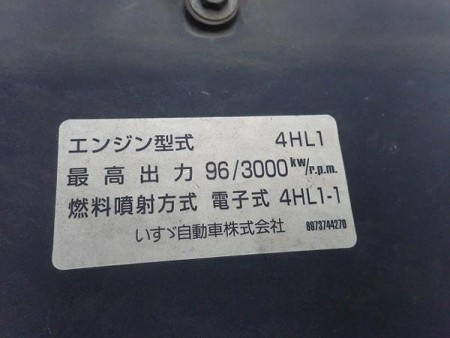 エンジン型式 4HL1
最高出力 96/3000 kw/r.p.m.
燃料噴射方式 電子式 4HL1-1
いすゞ自動車株式会社 8973744270